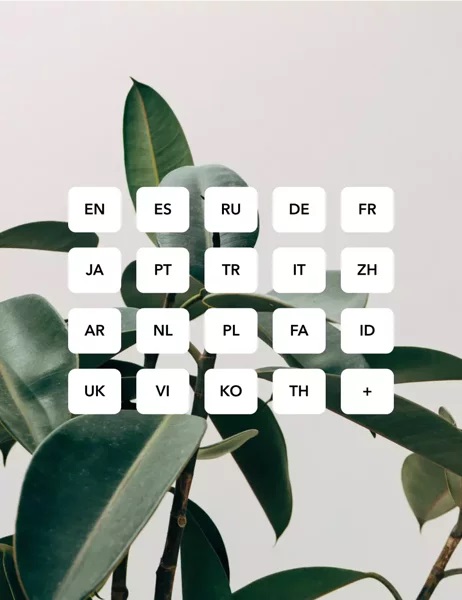 EN ES RU DE FR
JA PT TR IT ZH
AR NL PL FA ID
UK VI KO TH +